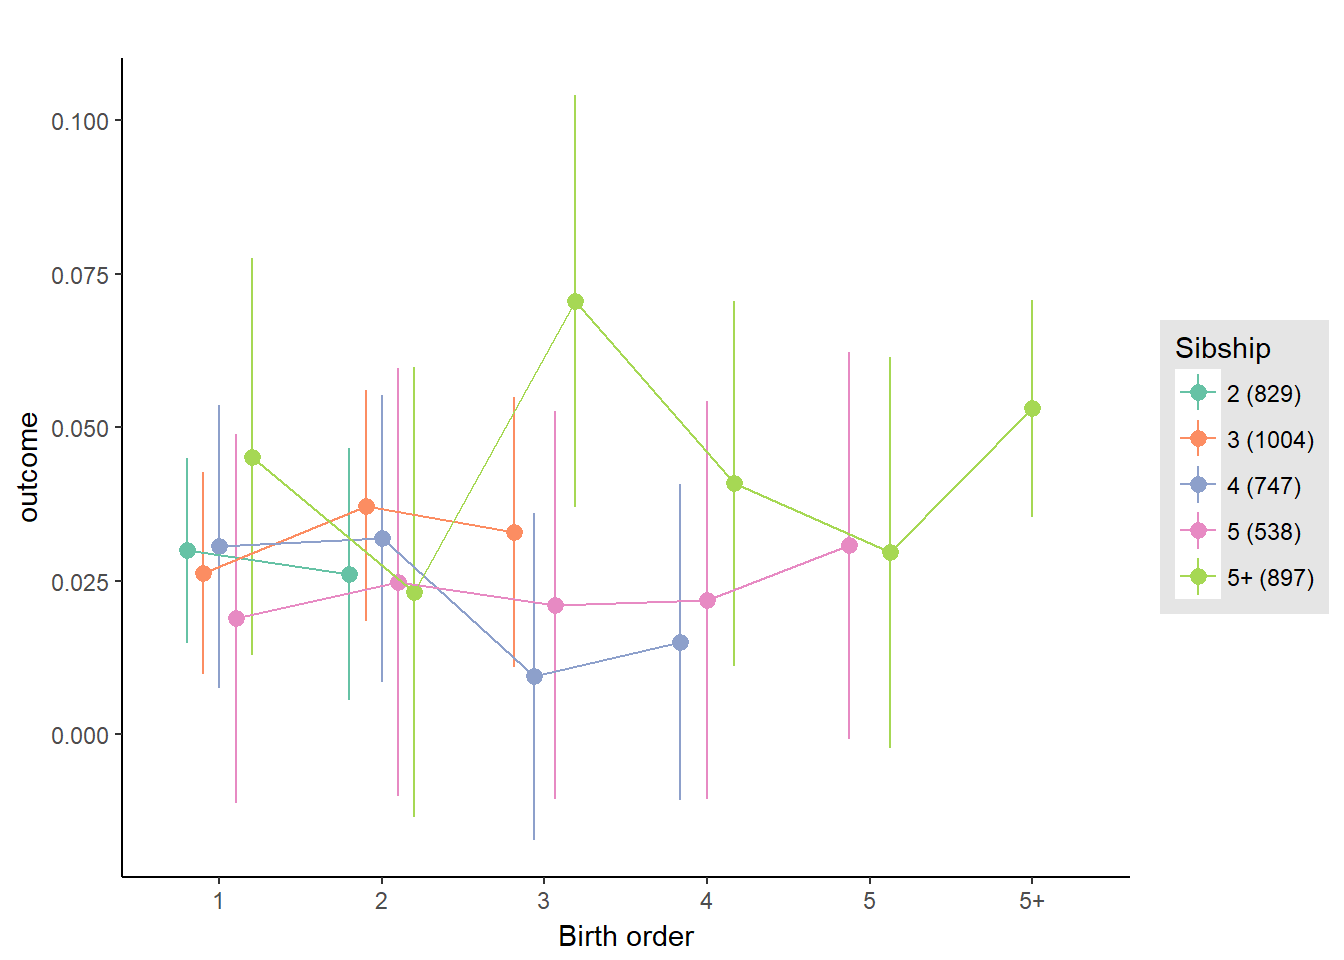 0.100
0.075
0.050
0.025
0.000
outcome
1 2 3 4 5 5+
Birth order
Sibship
2 (829)
3 (1004)
4 (747)
5 (538)
5+ (897)